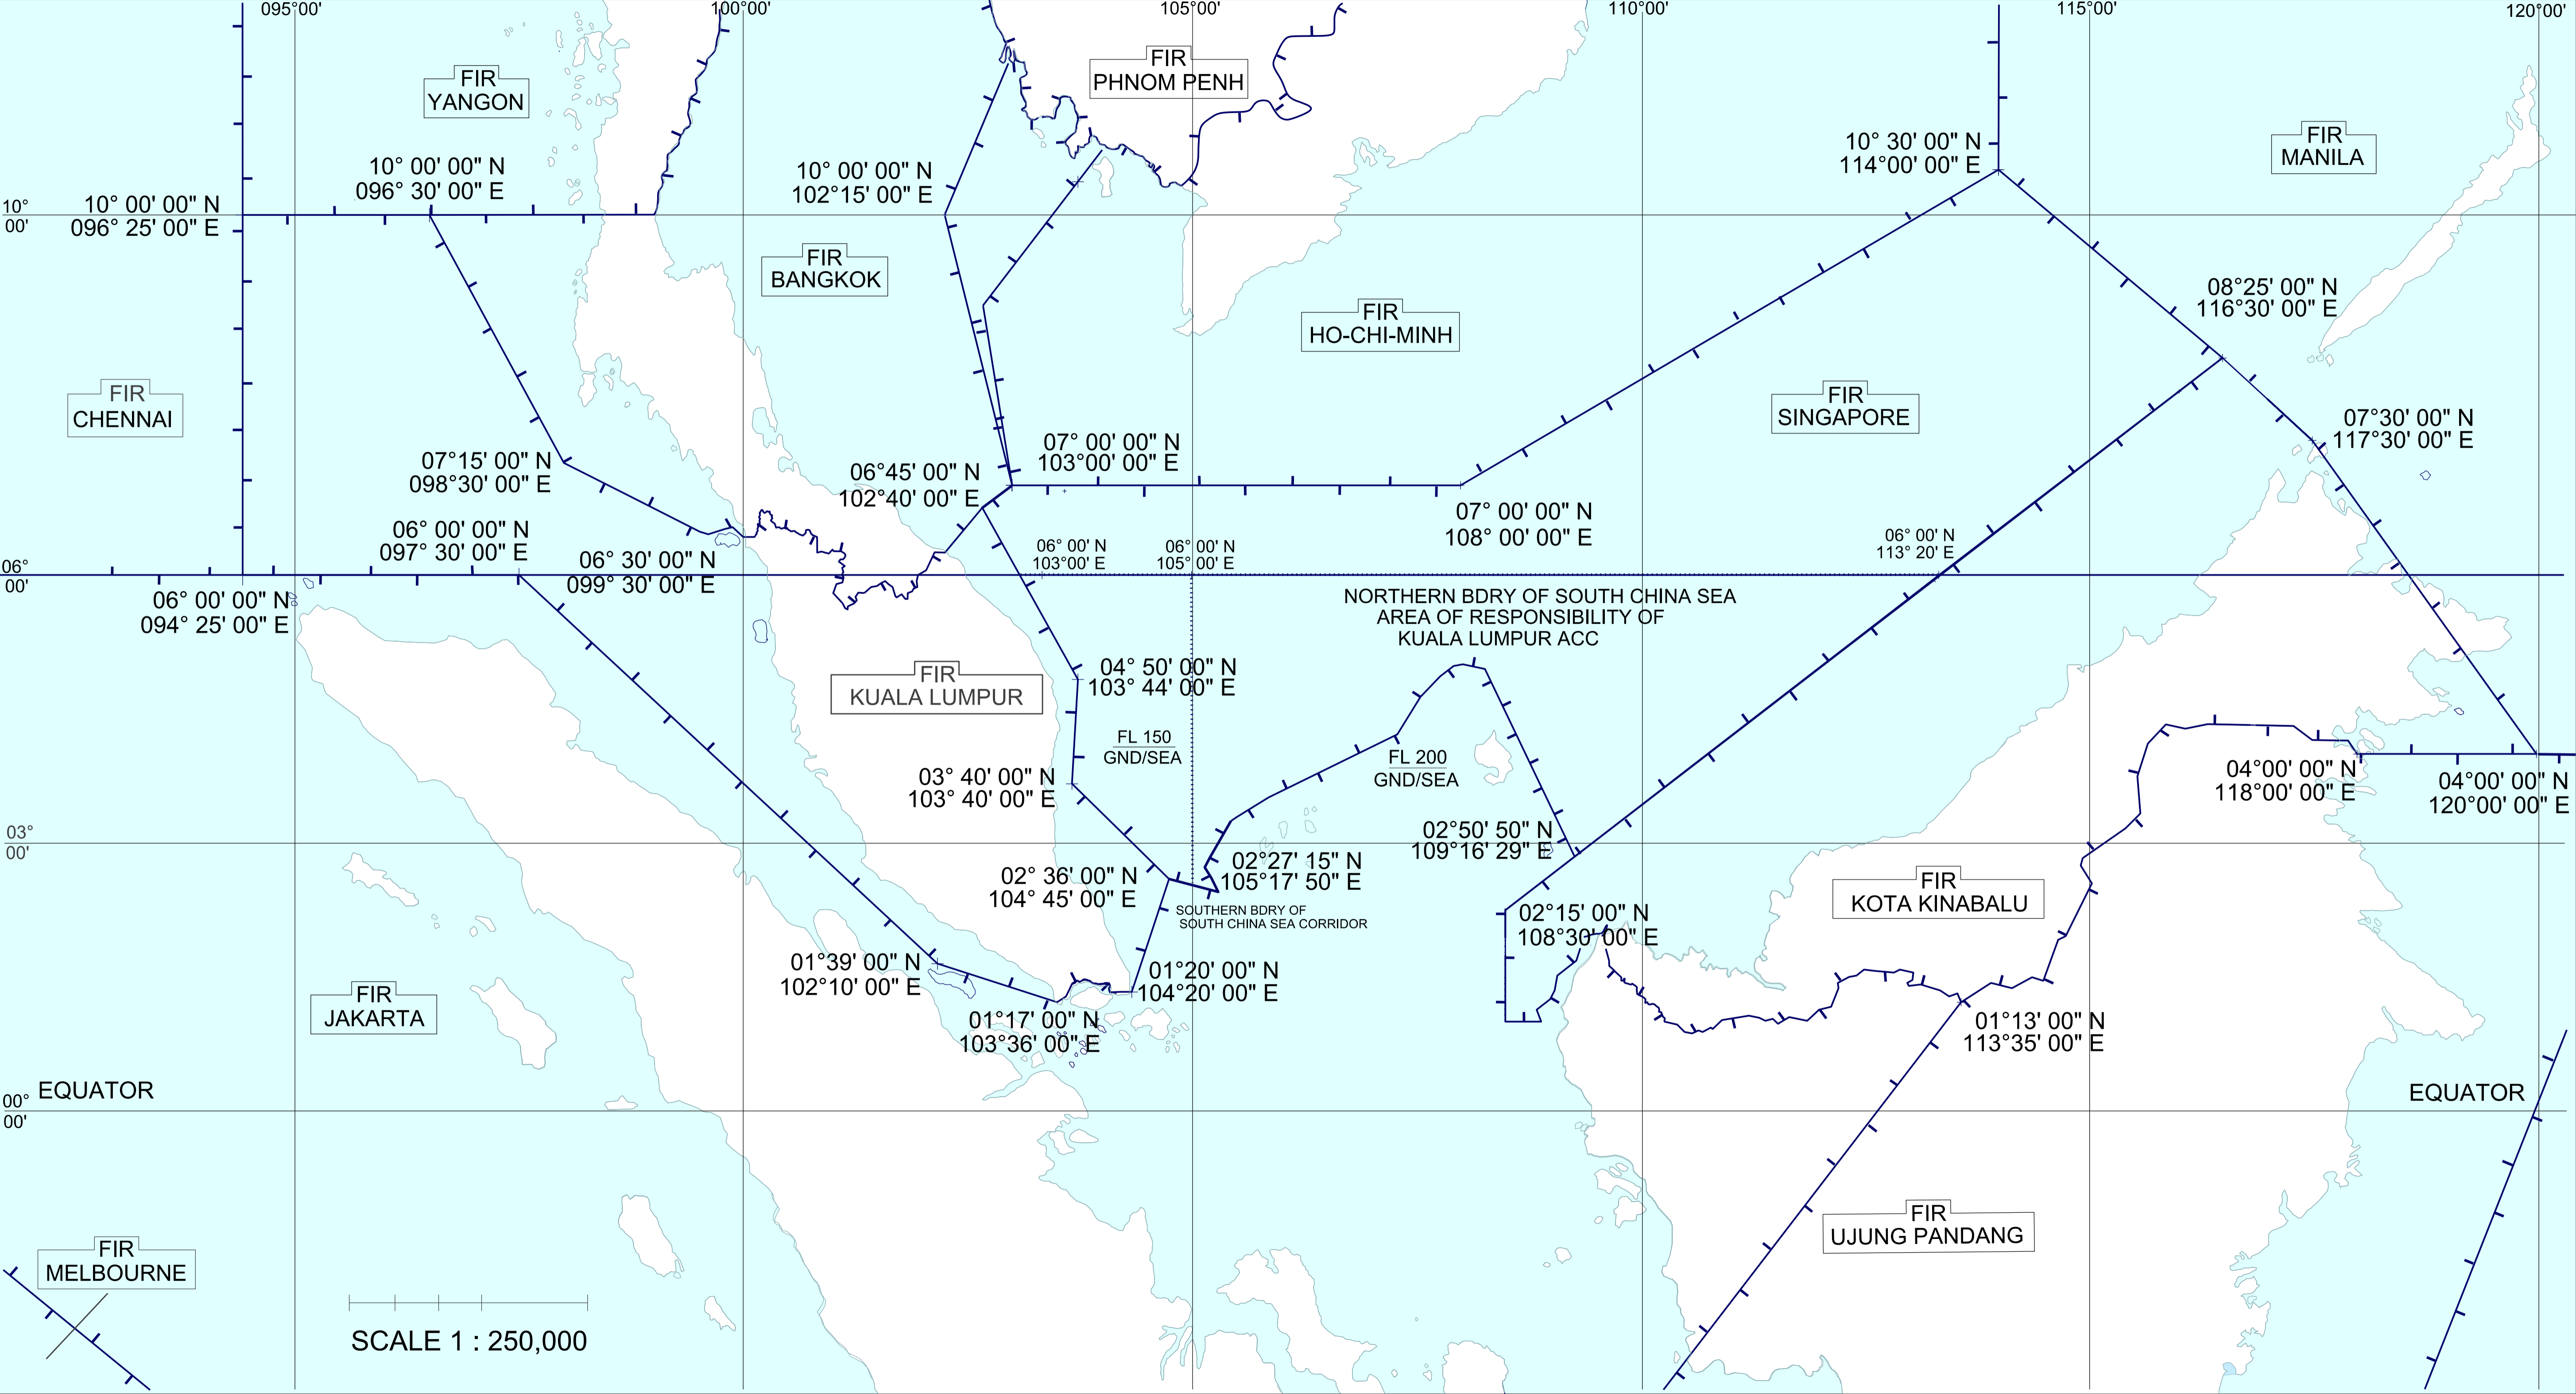 095°00'
100°00'
105°00'
110°00'
115°00'
120°00'
FIR
YANGON
FIR
PHNOM PENH
FIR
MANILA
10° 00' 00" N
096° 30' 00" E
10° 00' 00" N
102°15' 00" E
10° 30' 00" N
114°00' 00" E
10°
00'
10° 00' 00" N
096° 25' 00" E
FIR
BANGKOK
FIR
HO-CHI-MINH
08°25' 00" N
116°30' 00" E
FIR
CHENNAI
FIR
SINGAPORE
07°30' 00" N
117°30' 00" E
07°15' 00" N
098°30' 00" E
06°45' 00" N
102°40' 00" E
07° 00' 00" N
103°00' 00" E
07° 00' 00" N
108° 00' 00" E
06° 00' 00" N
097° 30' 00" E
06° 30' 00" N
099°30' 00" E
06° 00' N
103°00' E
06° 00' N
105°00' E
06° 00' N
113° 20' E
06°
00'
06° 00' 00" N
094° 25' 00" E
NORTHERN BDRY OF SOUTH CHINA SEA
AREA OF RESPONSIBILITY OF
KUALA LUMPUR ACC
FIR
KUALA LUMPUR
04° 50' 00" N
103° 44' 00" E
FL 150
GND/SEA
FL 200
GND/SEA
03° 40' 00" N
103° 40' 00" E
04°00' 00" N
118°00' 00" E
04°00' 00" N
120°00' 00" E
03°
00'
02°50' 50" N
109°16' 29" E
02° 36' 00" N
104° 45' 00" E
02°27' 15" N
105°17' 50" E
SOUTHERN BDRY OF
SOUTH CHINA SEA CORRIDOR
02°15' 00" N
108°30' 00" E
FIR
KOTA KINABALU
01°39' 00" N
102°10' 00" E
01°20' 00" N
104°20' 00" E
FIR
JAKARTA
01°17' 00" N
103°36' 00" E
01°13' 00" N
113°35' 00" E
EQUATOR
EQUATOR
00°
00'
FIR
UJUNG PANDANG
FIR
MELBOURNE
SCALE 1 : 250,000